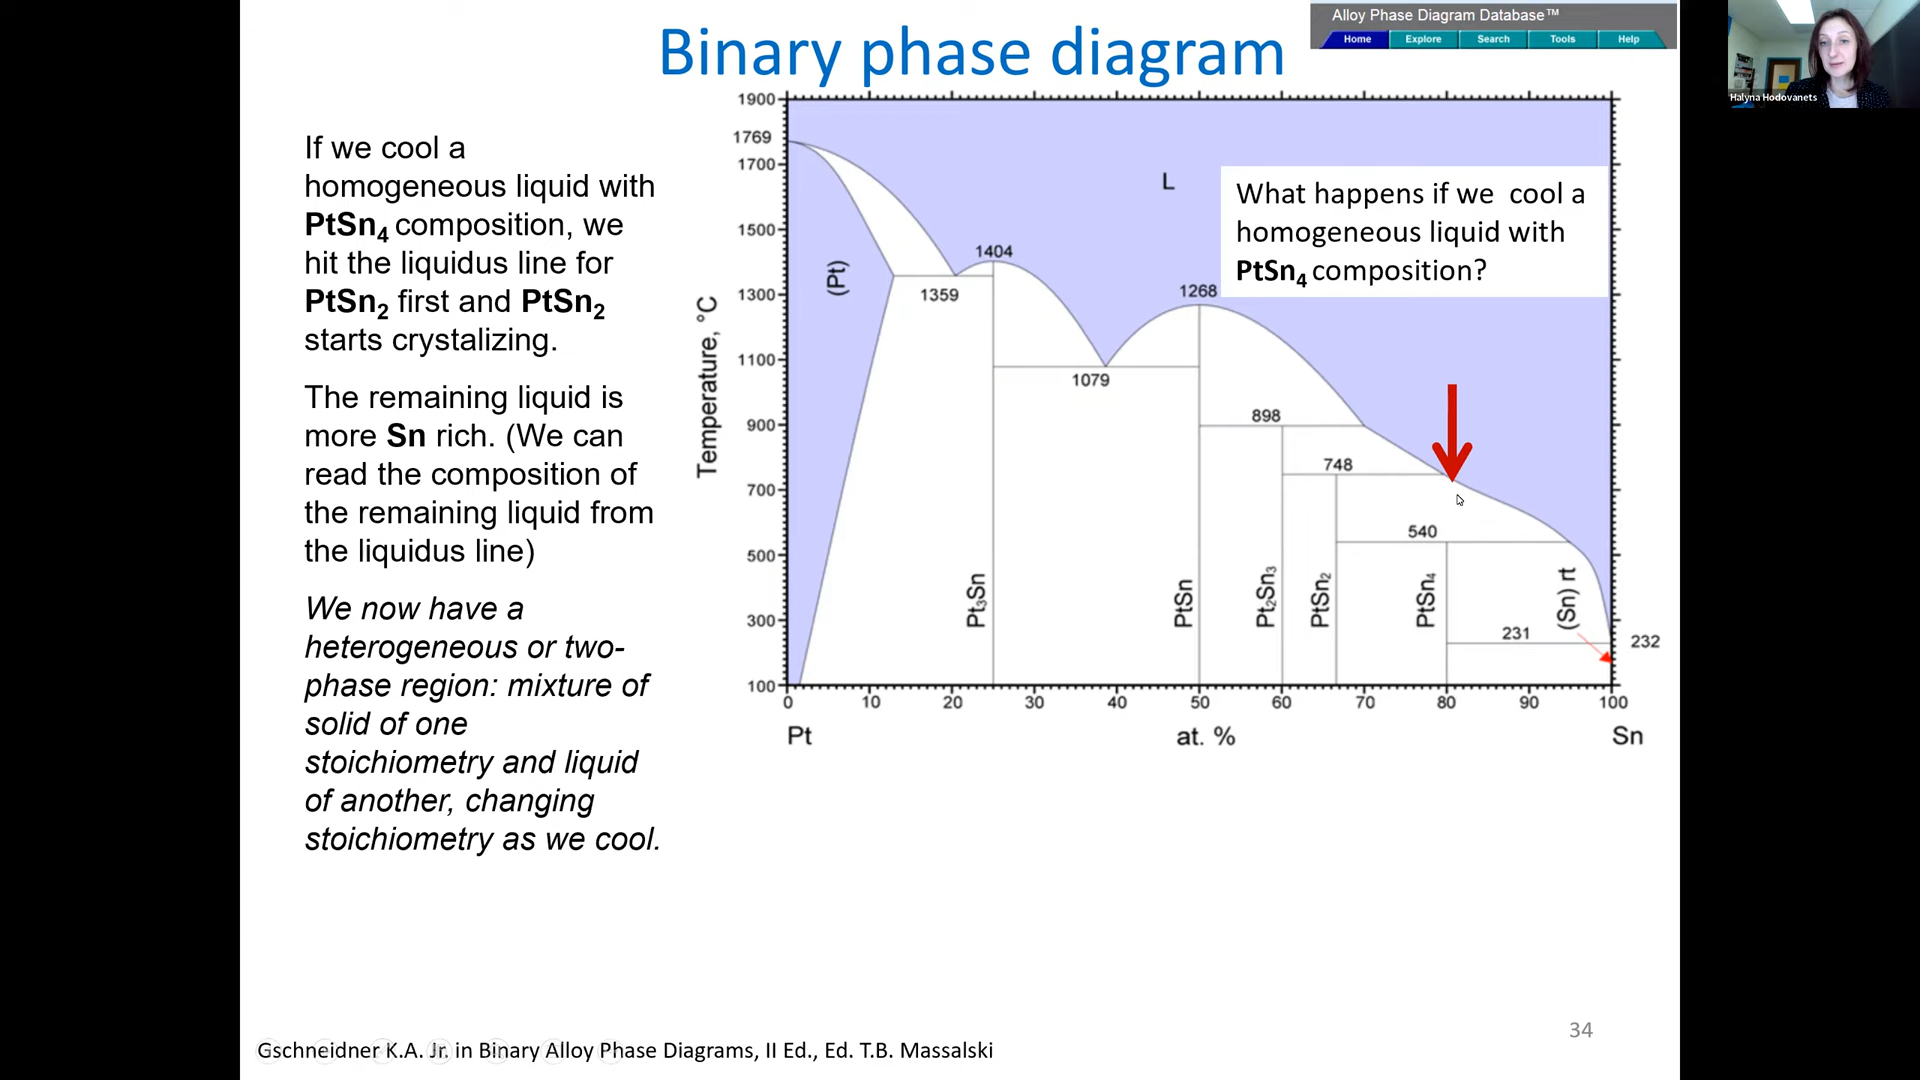 Binary phase diagram
Alloy Phase Diagram Database™
Home Explore Search Tools Help
Halyna Hodovanets
If we cool a
homogeneous liquid with
PtSn4 composition, we
hit the liquidus line for
PtSn2 first and PtSn2
starts crystalizing.
The remaining liquid is
more Sn rich. (We can
read the composition of
the remaining liquid from
the liquidus line)
We now have a
heterogeneous or two-
phase region: mixture of
solid of one
stoichiometry and liquid
of another, changing
stoichiometry as we cool.
What happens if we cool a
homogeneous liquid with
PtSn4 composition?
Temperature, °C
1900
1769
1700
1500
1300
1100
900
700
500
300
100
L
(Pt)
1404
1359
1268
1079
898
748
540
231
232
Pt3Sn
PtSn
Pt2Sn3
PtSn2
PtSn4
(Sn) rt
0 10 20 30 40 50 60 70 80 90 100
Pt at. % Sn
34
Gschneidner K.A. Jr. in Binary Alloy Phase Diagrams, II Ed., Ed. T.B. Massalski